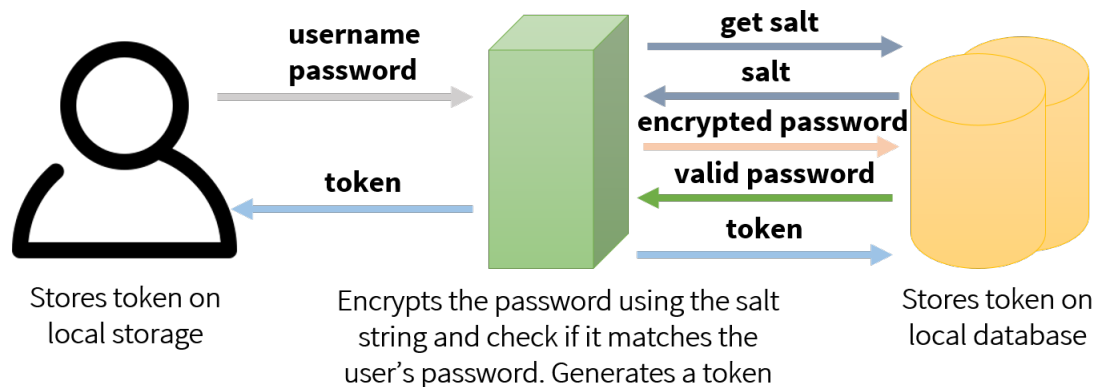 username
password
token
get salt
salt
encrypted password
valid password
token
Stores token on
local storage
Encrypts the password using the salt
string and check if it matches the
user's password. Generates a token
Stores token on
local database